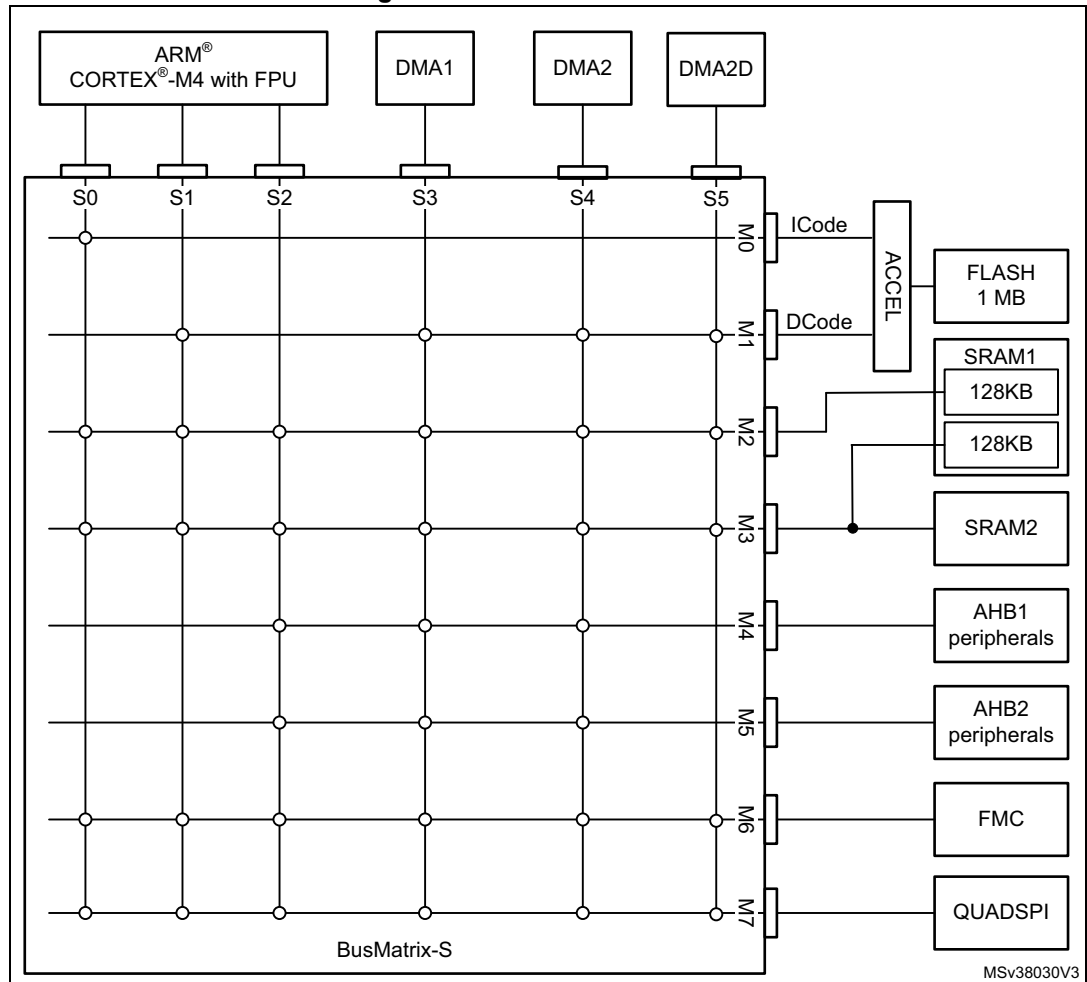 ARM®
CORTEX®-M4 with FPU
DMA1
DMA2
DMA2D
S0
S1
S2
S3
S4
S5
M0
ICode
ACCEL
FLASH
1 MB
M1
DCode
SRAM1
128KB
M2
128KB
M3
SRAM2
M4
AHB1
peripherals
M5
AHB2
peripherals
M6
FMC
M7
QUADSPI
BusMatrix-S
MSv38030V3